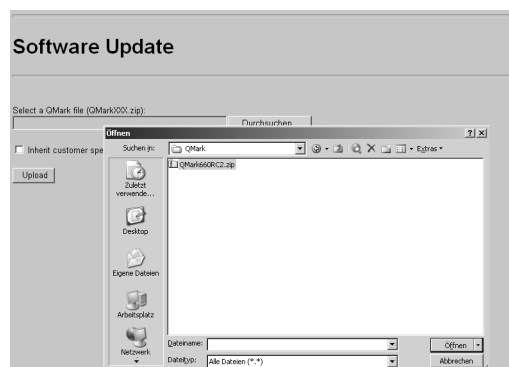 Software Update
Select a QMark file (QMarkXXX.zip):
Durchsuchen
Öffnen
Inherit customer spe
Suchen in:
QMark
Extras
Upload
QMark660RC2.zip
Zuletzt
verwende...
Desktop
Eigene Dateien
Arbeitsplatz
Netzwerk
Dateiname:
Öffnen
Dateityp:
Alle Dateien (*.*)
Abbrechen